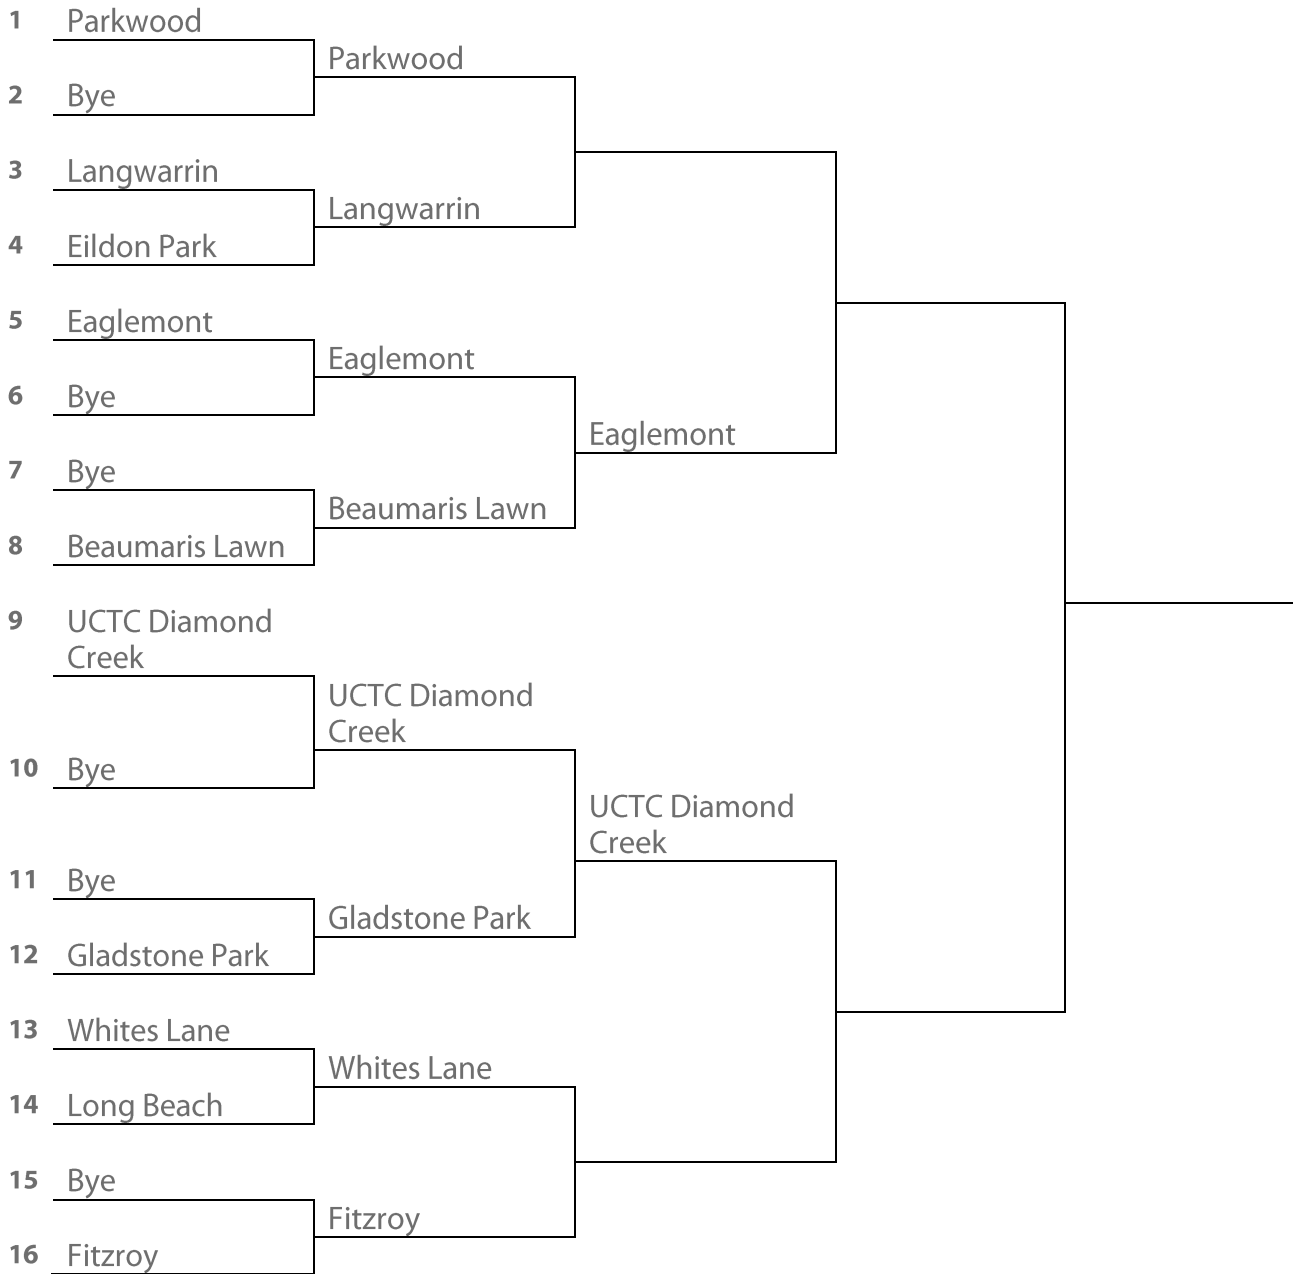 1 Parkwood
Parkwood
2 Bye
3 Langwarrin
Langwarrin
4 Eildon Park
5 Eaglemont
Eaglemont
6 Bye
Eaglemont
7 Bye
Beaumaris Lawn
8 Beaumaris Lawn
9 UCTC Diamond
Creek
UCTC Diamond
Creek
10 Bye
UCTC Diamond
Creek
11 Bye
Gladstone Park
12 Gladstone Park
13 Whites Lane
Whites Lane
14 Long Beach
15 Bye
Fitzroy
16 Fitzroy